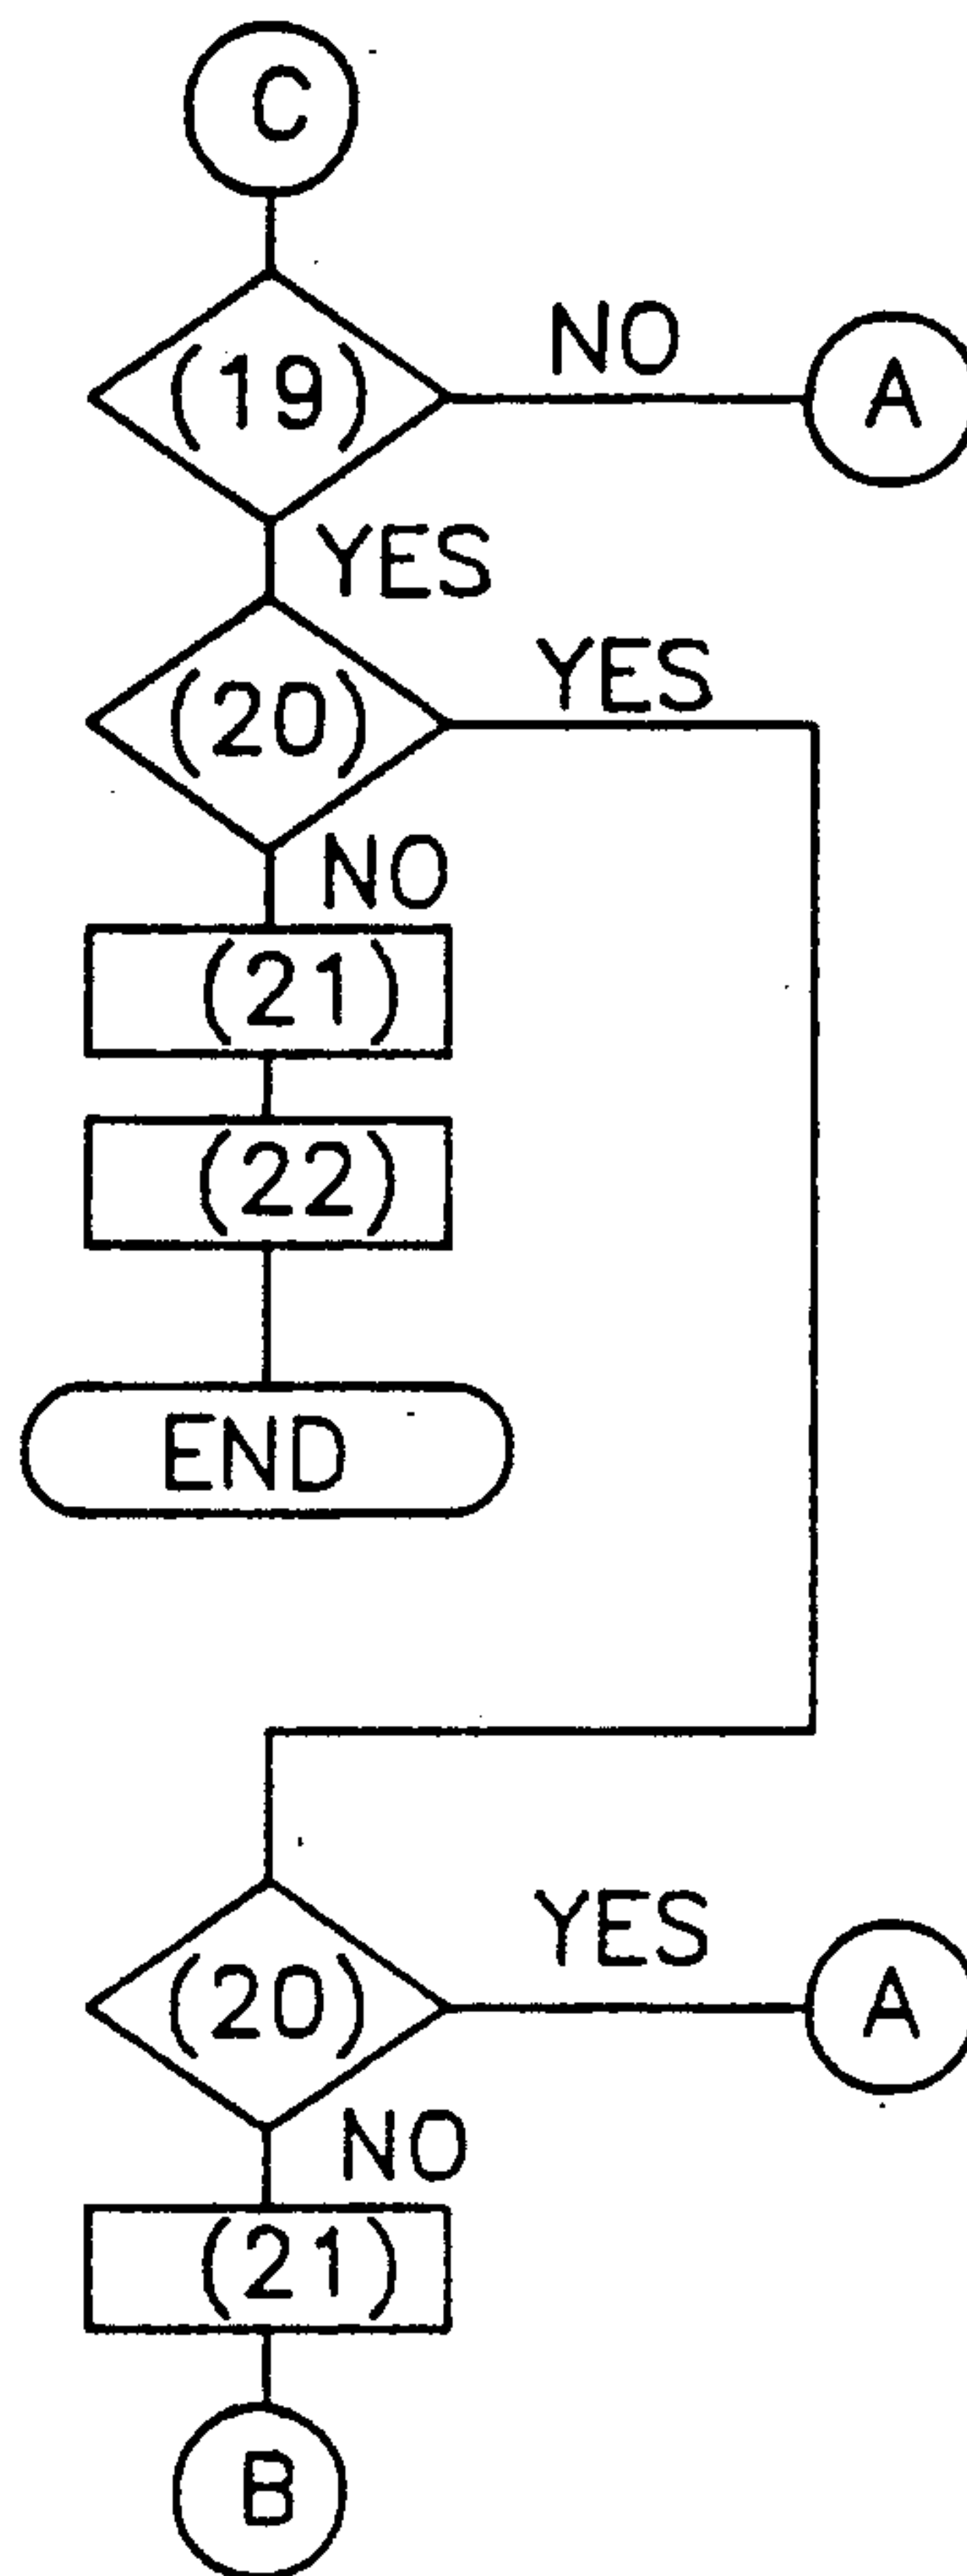 C
(19)
NO
A
YES
(20)
YES
NO
(21)
(22)
END
(20)
YES
A
NO
(21)
B